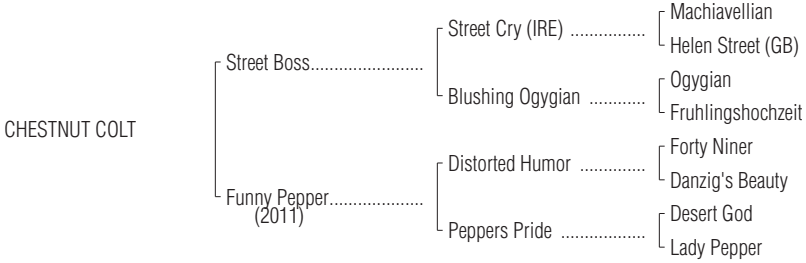 Machiavellian
Street Cry (IRE) ................
Helen Street (GB)
Street Boss........................
Ogygian
Blushing Ogygian ............
Fruhlingshochzeit
CHESTNUT COLT
Forty Niner
Distorted Humor ..............
Danzig's Beauty
Funny Pepper....................
(2011)
Desert God
Peppers Pride ..................
Lady Pepper